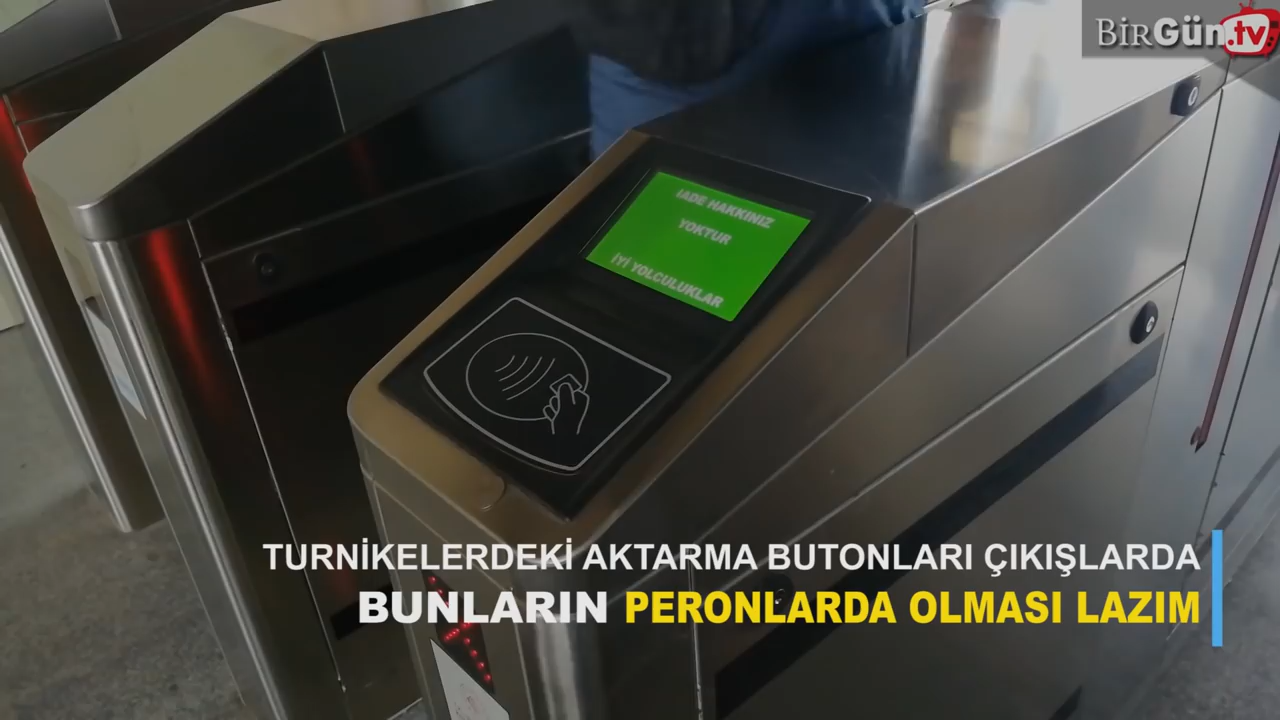 BirGün.tv
İADE HAKKINIZ
YOKTUR
İYİ YOLCULUKLAR
TURNİKELERDEKİ AKTARMA BUTONLARI ÇIKIŞLARDA
BUNLARIN PERONLARDA OLMASI LAZIM